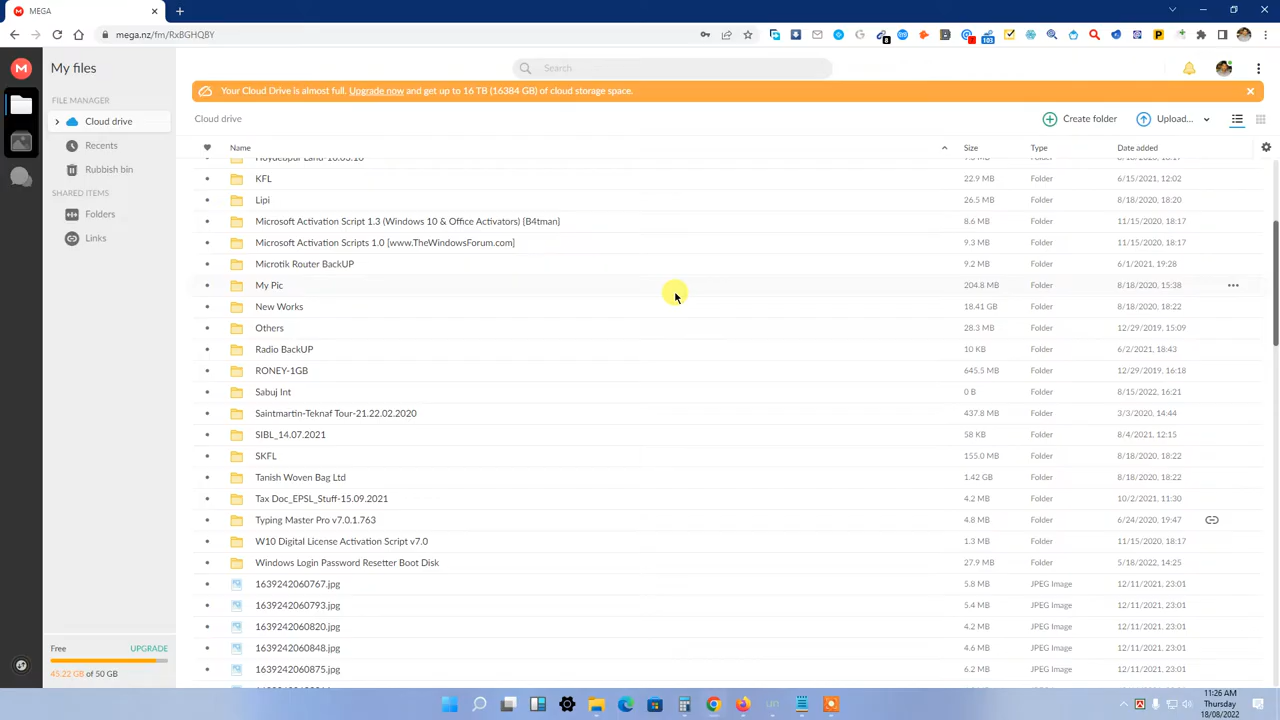 MEGA
mega.nz/fm/RxBGHQBY
8
103
My files
Search
Your Cloud Drive is almost full. Upgrade now and get up to 16 TB (16384 GB) of cloud storage space.
FILE MANAGER
Cloud drive
Recents
Rubbish bin
SHARED ITEMS
Folders
Links
Cloud drive
Create folder
Upload...
Name Size Type Date added
KFL 22.9 MB Folder 6/15/2021, 12:02
Lipi 26.5 MB Folder 8/18/2020, 18:20
Microsoft Activation Script 1.3 (Windows 10 & Office Activators) [B4tman] 8.6 MB Folder 11/15/2020, 18:17
Microsoft Activation Scripts 1.0 [www.TheWindowsForum.com] 9.3 MB Folder 11/15/2020, 18:17
Microtik Router BackUP 9.2 MB Folder 6/1/2021, 19:28
My Pic 204.8 MB Folder 8/18/2020, 15:38
New Works 18.41 GB Folder 8/18/2020, 18:22
Others 28.3 MB Folder 12/29/2019, 15:09
Radio BackUP 10 KB Folder 6/2/2021, 18:43
RONEY-1GB 645.5 MB Folder 12/29/2019, 16:18
Sabuj Int 0 B Folder 8/15/2022, 16:21
Saintmartin-Teknaf Tour-21.22.02.2020 437.8 MB Folder 3/3/2020, 14:44
SIBL_14.07.2021 58 KB Folder 8/4/2021, 12:15
SKFL 155.0 MB Folder 8/18/2020, 18:22
Tanish Woven Bag Ltd 1.42 GB Folder 8/18/2020, 18:22
Tax Doc_EPSL_Stuff-15.09.2021 4.2 MB Folder 10/2/2021, 11:30
Typing Master Pro v7.0.1.763 4.8 MB Folder 6/24/2020, 19:47
W10 Digital License Activation Script v7.0 1.3 MB Folder 11/15/2020, 18:17
Windows Login Password Resetter Boot Disk 27.9 MB Folder 5/18/2022, 14:25
1639242060767.jpg 5.8 MB JPEG Image 12/11/2021, 23:01
1639242060793.jpg 5.4 MB JPEG Image 12/11/2021, 23:01
1639242060820.jpg 4.2 MB JPEG Image 12/11/2021, 23:01
1639242060848.jpg 4.6 MB JPEG Image 12/11/2021, 23:01
1639242060875.jpg 6.2 MB JPEG Image 12/11/2021, 23:01
Free UPGRADE
45.22 GB of 50 GB
11:26 AM
Thursday
18/08/2022